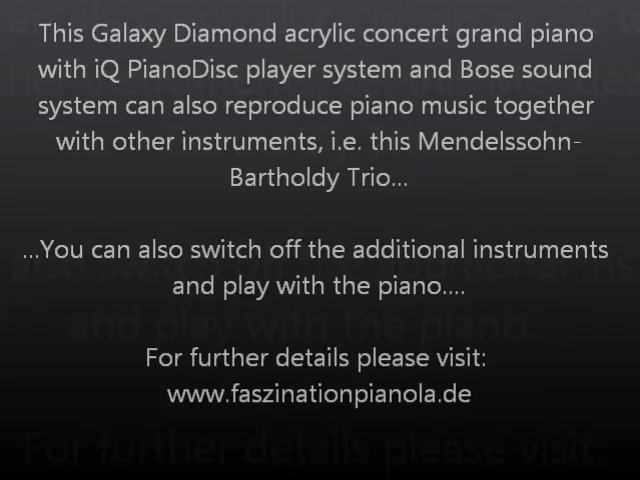 This Galaxy Diamond acrylic concert grand piano
with iQ PianoDisc player system and Bose sound
system can also reproduce piano music together
with other instruments, i.e. this Mendelssohn-
Bartholdy Trio...
...You can also switch off the additional instruments
and play with the piano....
For further details please visit:
www.faszinationpianola.de